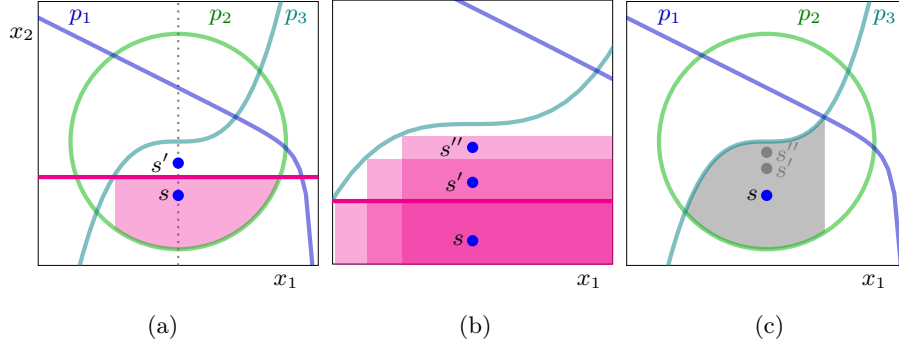 p₁ p₂ p₃
x₂
s′
s
x₁
(a)
s″
s′
s
x₁
(b)
p₁ p₂ p₃
s″
s′
s
x₁
(c)